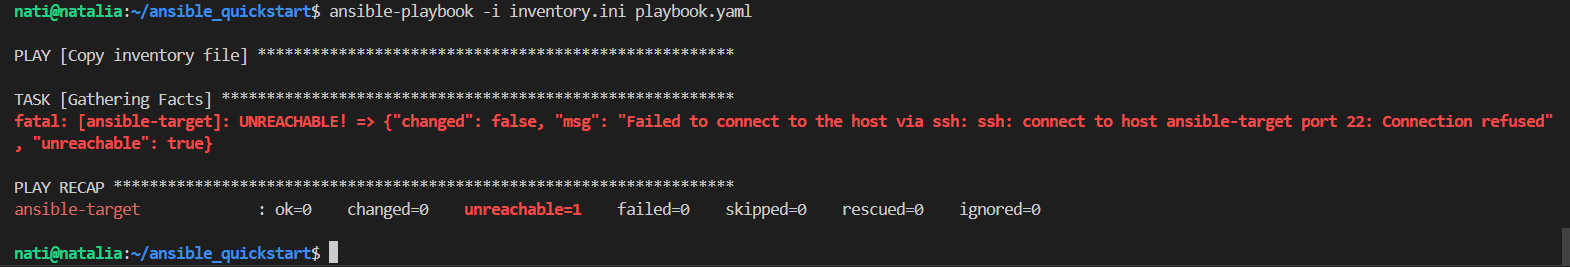 nati@natalia:~/ansible_quickstart$ ansible-playbook -i inventory.ini playbook.yaml
PLAY [Copy inventory file] *****************************************************
TASK [Gathering Facts] *********************************************************
fatal: [ansible-target]: UNREACHABLE! => {"changed": false, "msg": "Failed to connect to the host via ssh: ssh: connect to host ansible-target port 22: Connection refused"
, "unreachable": true}
PLAY RECAP *********************************************************************
ansible-target             : ok=0    changed=0    unreachable=1    failed=0    skipped=0    rescued=0    ignored=0
nati@natalia:~/ansible_quickstart$